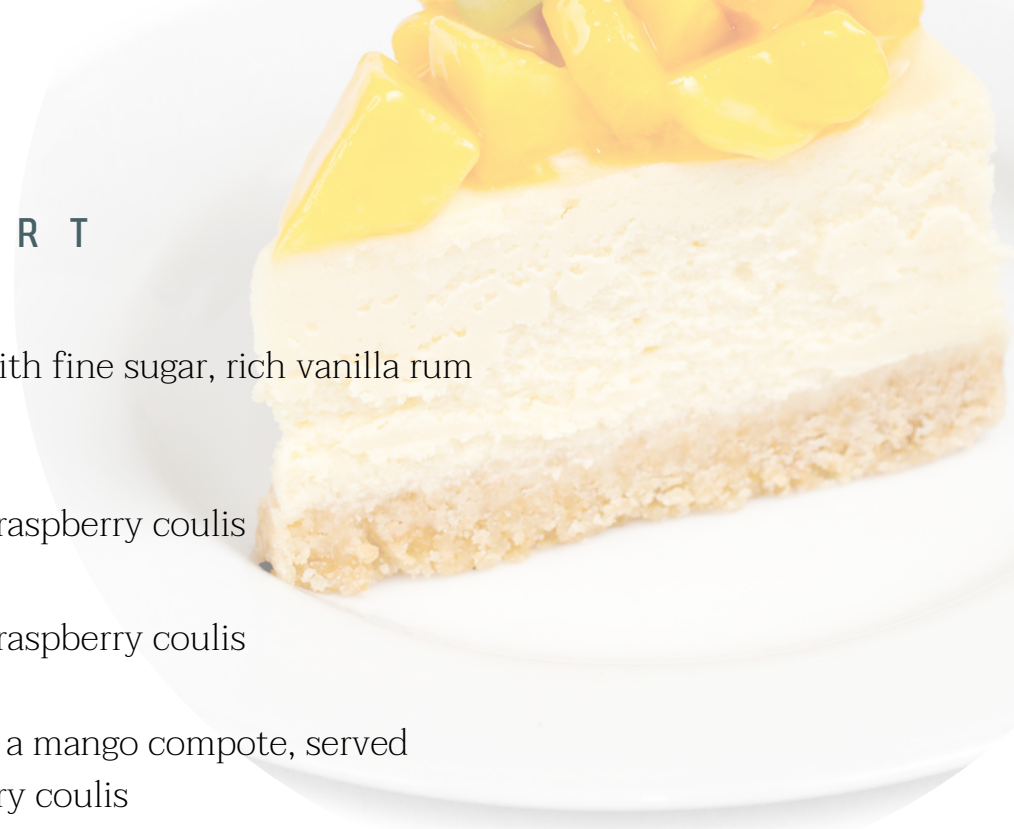 R T
ith fine sugar, rich vanilla rum
raspberry coulis
raspberry coulis
a mango compote, served
ry coulis